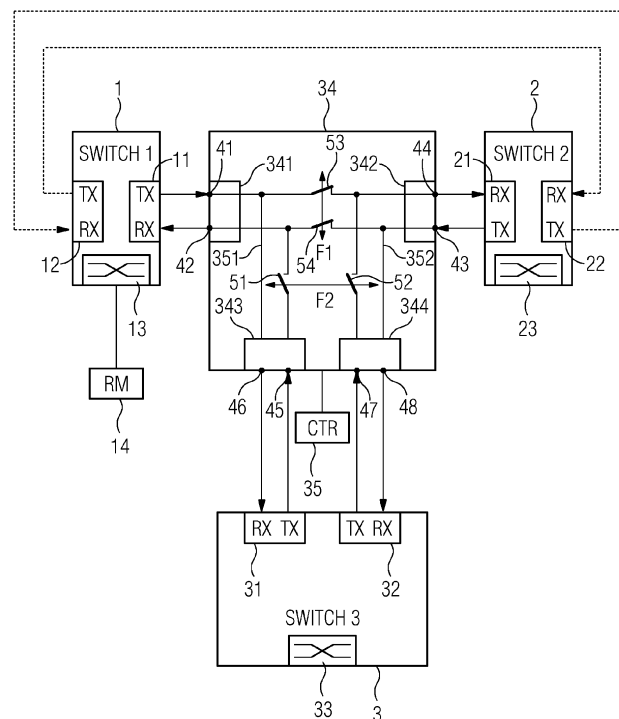 1
34
2
SWITCH 1
11
41
341
53
342
44
21
SWITCH 2
TX
TX
RX
RX
RX
RX
TX
TX
12
42
351
54
F1
352
43
22
13
51
F2
52
23
343
344
RM
46
45
47
48
14
CTR
35
RX TX
TX RX
31
32
SWITCH 3
33
3